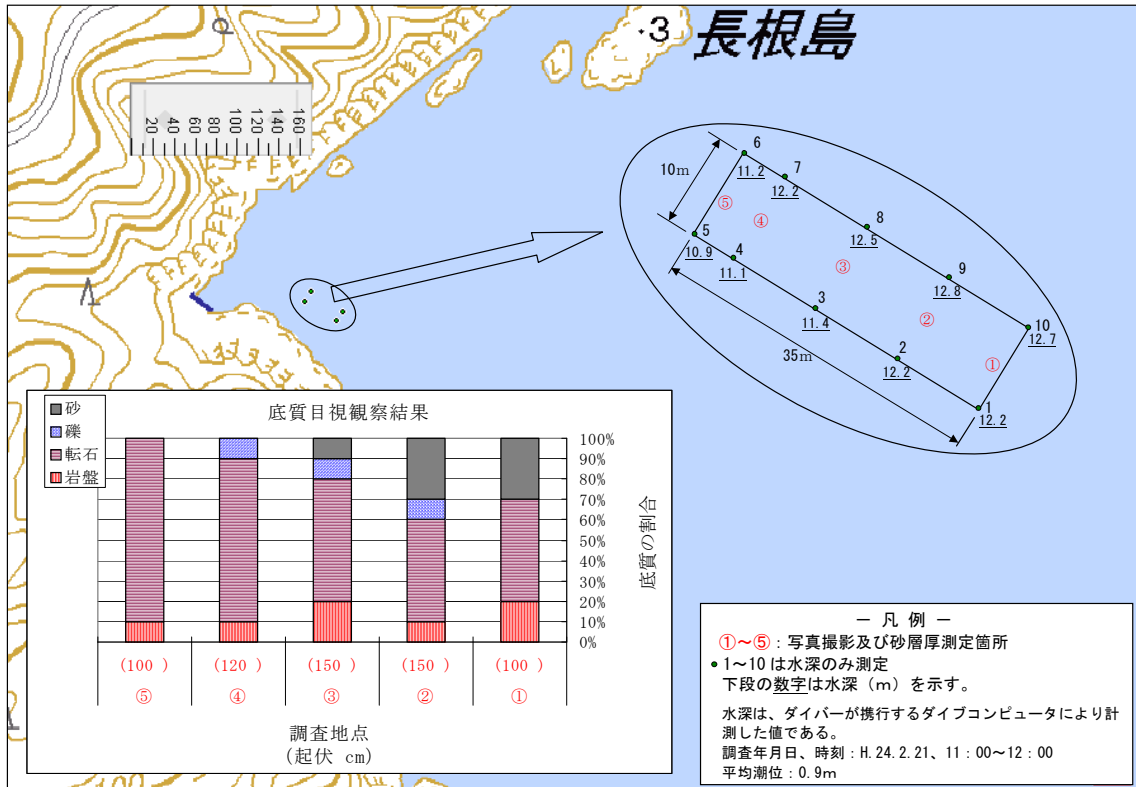 ・3 長根島
20 40 60 80 100 120 140 160
6
11.2
7
12.2
10m
8
12.5
⑤
④
5
10.9
4
11.1
③
9
12.8
3
11.4
②
10
12.7
35m
2
12.2
①
1
12.2
底質目視観察結果
砂
礫
転石
岩盤
100%
90%
80%
70%
60%
50%
40%
30%
20%
10%
0%
底質の割合
(100 ) (120 ) (150 ) (150 ) (100 )
⑤ ④ ③ ② ①
調査地点
(起伏 cm)
― 凡 例 ―
①～⑤：写真撮影及び砂層厚測定箇所
1～10 は水深のみ測定
下段の数字は水深（m）を示す。
水深は、ダイバーが携行するダイブコンピュータにより計
測した値である。
調査年月日、時刻：H.24.2.21、11：00～12：00
平均潮位：0.9m